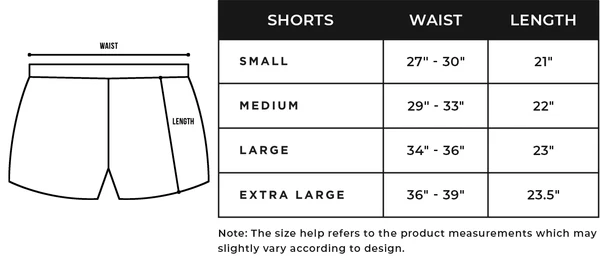 WAIST
LENGTH
SHORTS WAIST LENGTH
SMALL 27" - 30" 21"
MEDIUM 29" - 33" 22"
LARGE 34" - 36" 23"
EXTRA LARGE 36" - 39" 23.5"
Note: The size help refers to the product measurements which may
slightly vary according to design.